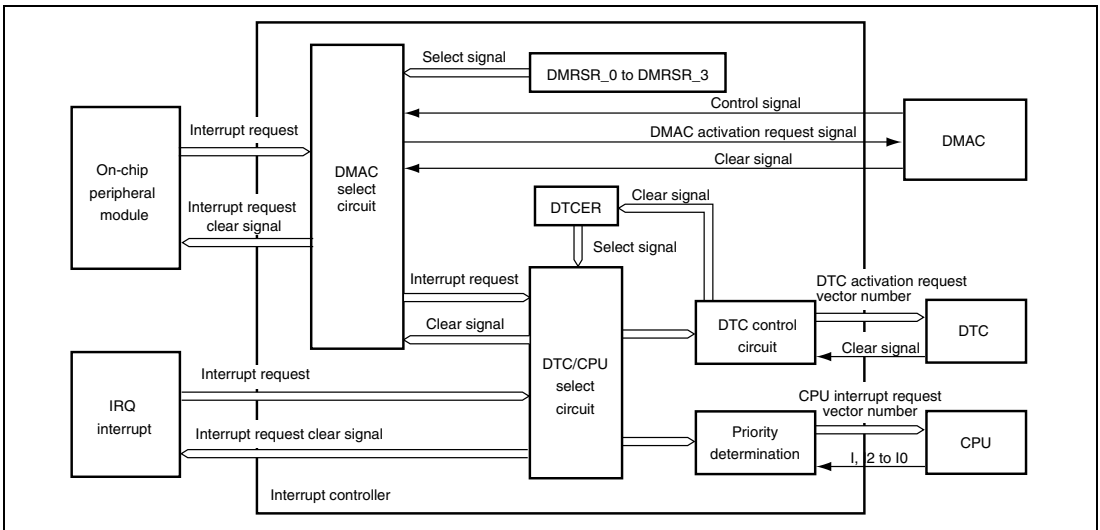 Select signal
DMRSR_0 to DMRSR_3
Control signal
DMAC activation request signal
Clear signal
DMAC
Interrupt request
On-chip
peripheral
module
Interrupt request
clear signal
DMAC
select
circuit
DTCER
Clear signal
Select signal
Interrupt request
Clear signal
DTC/CPU
select
circuit
DTC control
circuit
DTC activation request
vector number
Clear signal
DTC
IRQ
interrupt
Interrupt request
Interrupt request clear signal
Priority
determination
CPU interrupt request
vector number
I, I2 to I0
CPU
Interrupt controller